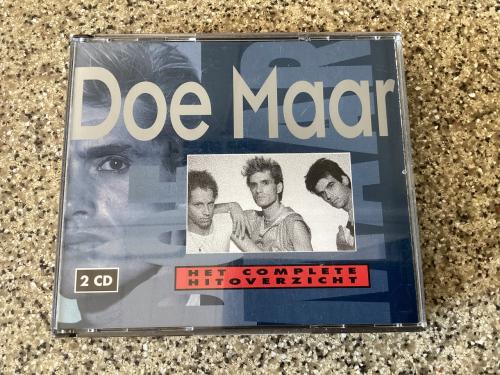 Doe Maar
HET COMPLETE
HITOVERZICHT
2 CD